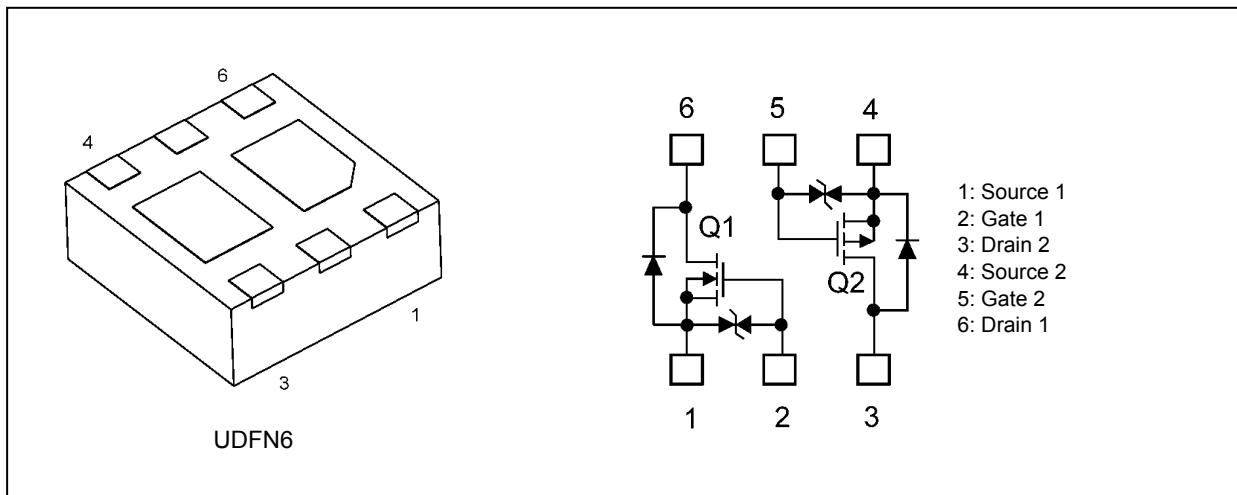 6
4
1
3
UDFN6
6 5 4
Q1
Q2
1 2 3
1: Source 1
2: Gate 1
3: Drain 2
4: Source 2
5: Gate 2
6: Drain 1